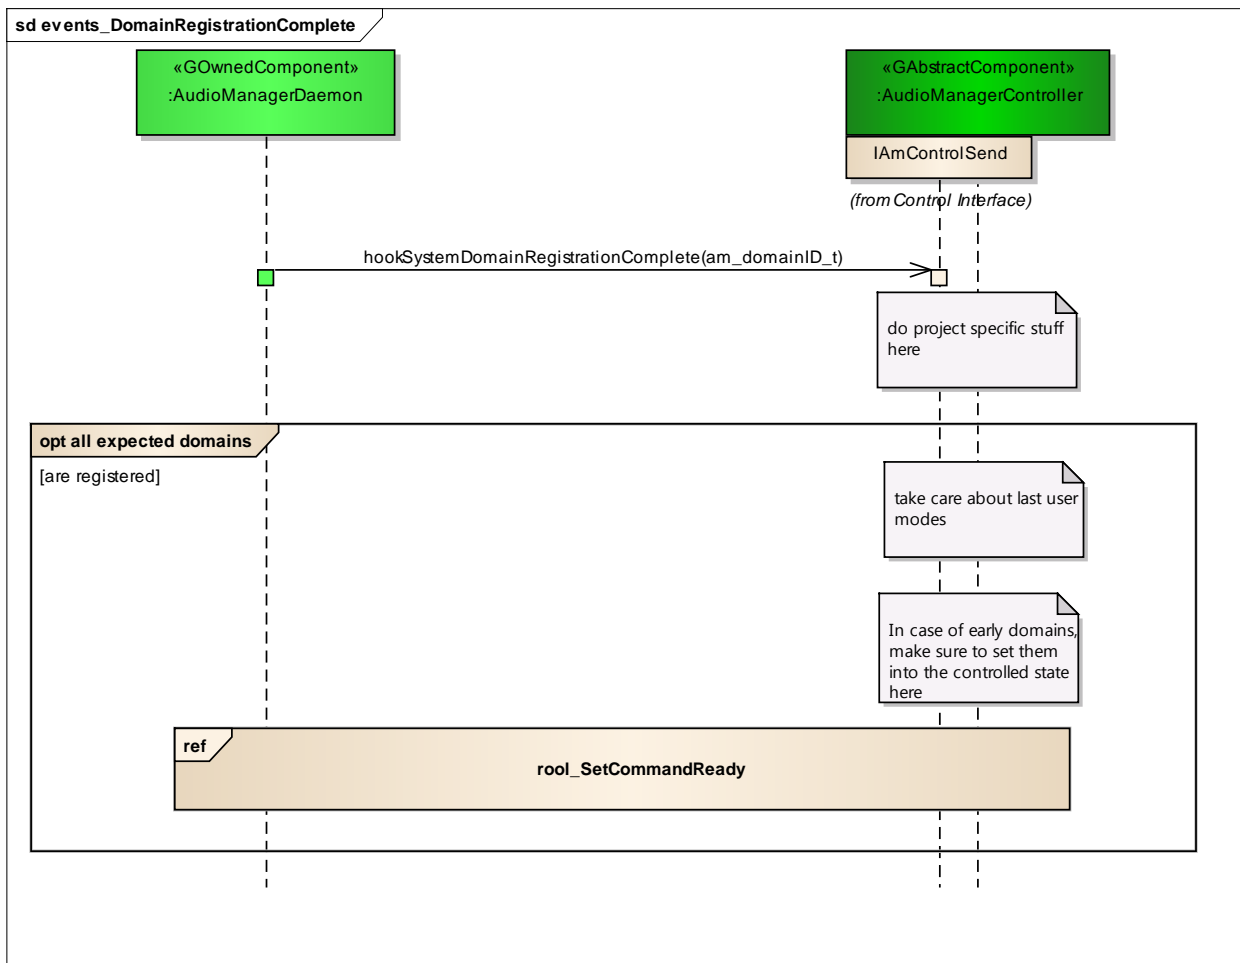 sd events_DomainRegistrationComplete
«GOwnedComponent»
:AudioManagerDaemon
«GAbstractComponent»
:AudioManagerController
IAmControlSend
(from Control Interface)
hookSystemDomainRegistrationComplete(am_domainID_t)
do project specific stuff
here
opt all expected domains
[are registered]
take care about last user
modes
In case of early domains,
make sure to set them
into the controlled state
here
ref
rool_SetCommandReady